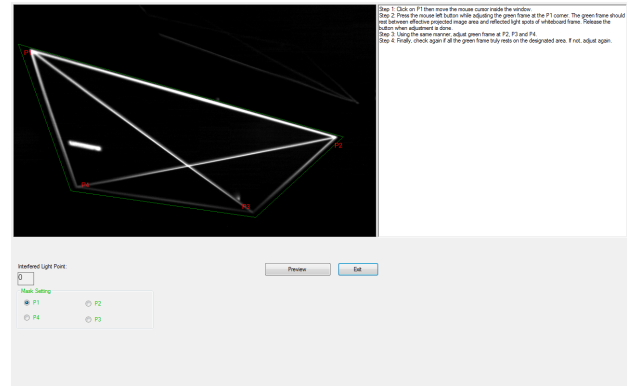 Step 1: Click on P1 then move the mouse cursor inside the window.
Step 2: Press the mouse left button while adjusting the green frame at the P1 corner. The green frame should
rest between effective projected image area and reflected light spots of whiteboard frame. Release the
button when adjustment is done.
Step 3: Using the same manner, adjust green frame at P2, P3 and P4.
Step 4: Finally, check again if all the green frame truly rests on the designated area. If not, adjust again.
P1
P2
P4
P3
Interfered Light Point:
0
Preview
Exit
Mask Setting
P1
P2
P4
P3